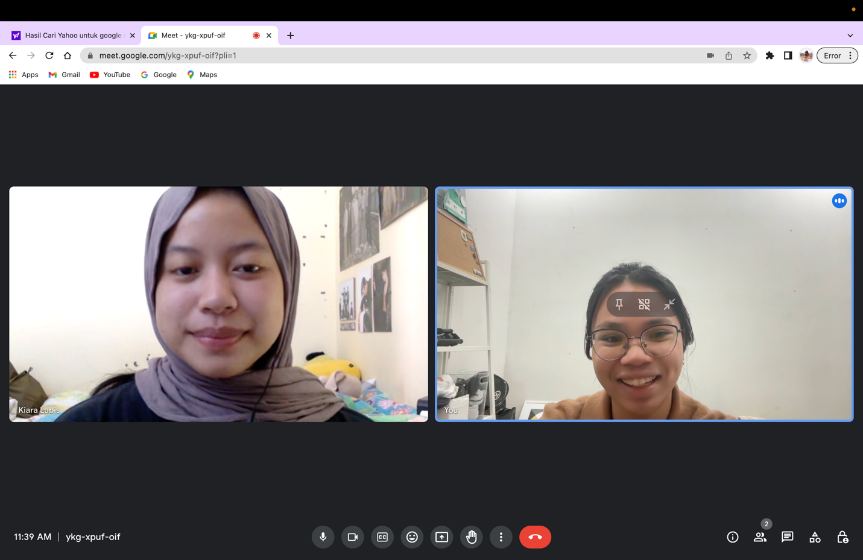 Hasil Cari Yahoo untuk google
Meet - ykg-xpuf-oif
meet.google.com/ykg-xpuf-oif?pli=1
Error
Apps
Gmail
YouTube
Google
Maps
Kiara Lubis
You
11:39 AM | ykg-xpuf-oif
2